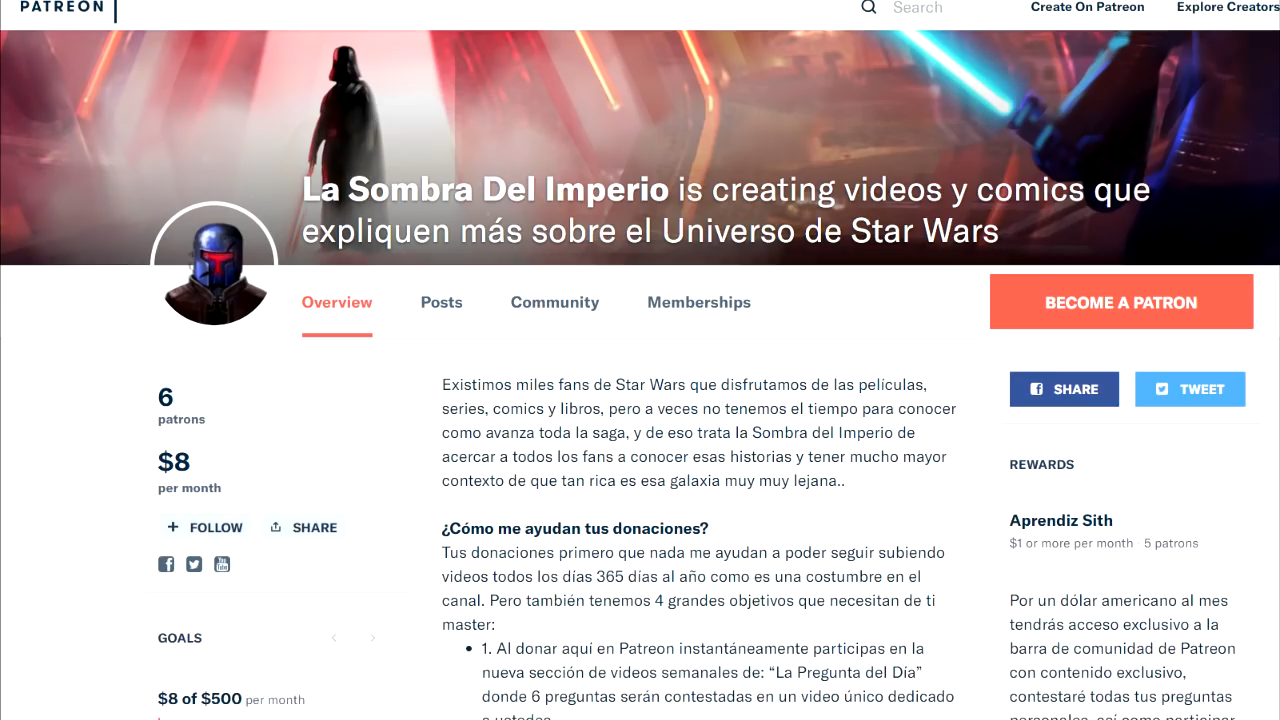 PATREON
Search
Create On Patreon
Explore Creators
La Sombra Del Imperio is creating videos y comics que
expliquen más sobre el Universo de Star Wars
Overview
Posts
Community
Memberships
BECOME A PATRON
6
patrons
$8
per month
FOLLOW
SHARE
GOALS
$8 of $500 per month
Existimos miles fans de Star Wars que disfrutamos de las películas,
series, comics y libros, pero a veces no tenemos el tiempo para conocer
como avanza toda la saga, y de eso trata la Sombra del Imperio de
acercar a todos los fans a conocer esas historias y tener mucho mayor
contexto de que tan rica es esa galaxia muy muy lejana..
¿Cómo me ayudan tus donaciones?
Tus donaciones primero que nada me ayudan a poder seguir subiendo
videos todos los días 365 días al año como es una costumbre en el
canal. Pero también tenemos 4 grandes objetivos que necesitan de ti
master:
• 1. Al donar aquí en Patreon instantáneamente participas en la
nueva sección de videos semanales de: “La Pregunta del Día”
donde 6 preguntas serán contestadas en un video único dedicado
a ustedes
SHARE
TWEET
REWARDS
Aprendiz Sith
$1 or more per month · 5 patrons
Por un dólar americano al mes
tendrás acceso exclusivo a la
barra de comunidad de Patreon
con contenido exclusivo,
contestaré todas tus preguntas
personales, así como participar